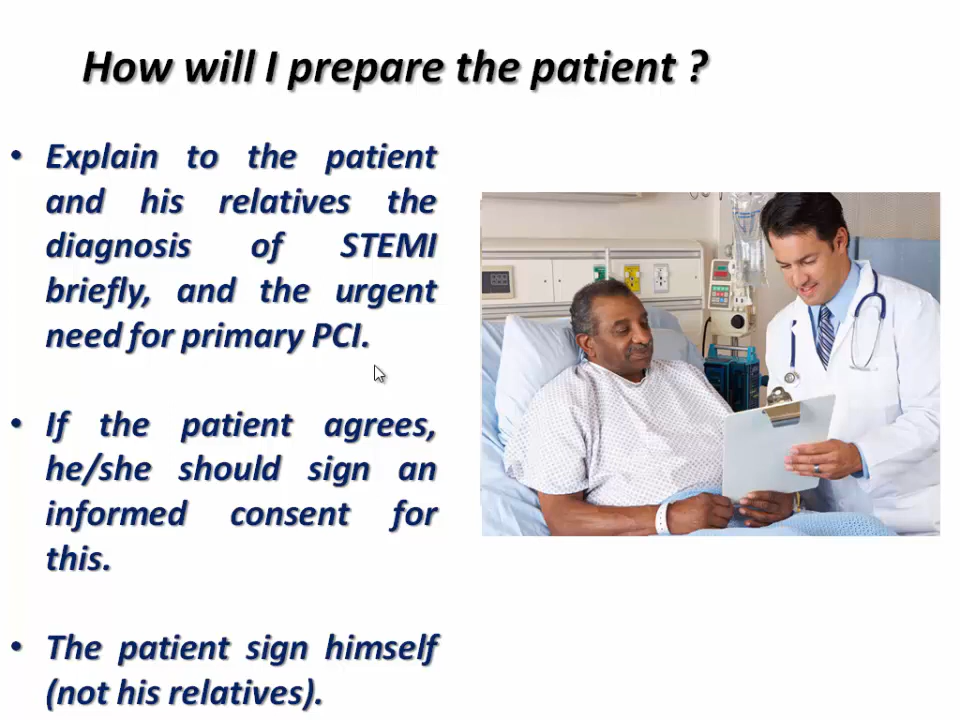 How will I prepare the patient ?
• Explain to the patient
and his relatives the
diagnosis of STEMI
briefly, and the urgent
need for primary PCI.
• If the patient agrees,
he/she should sign an
informed consent for
this.
• The patient sign himself
(not his relatives).